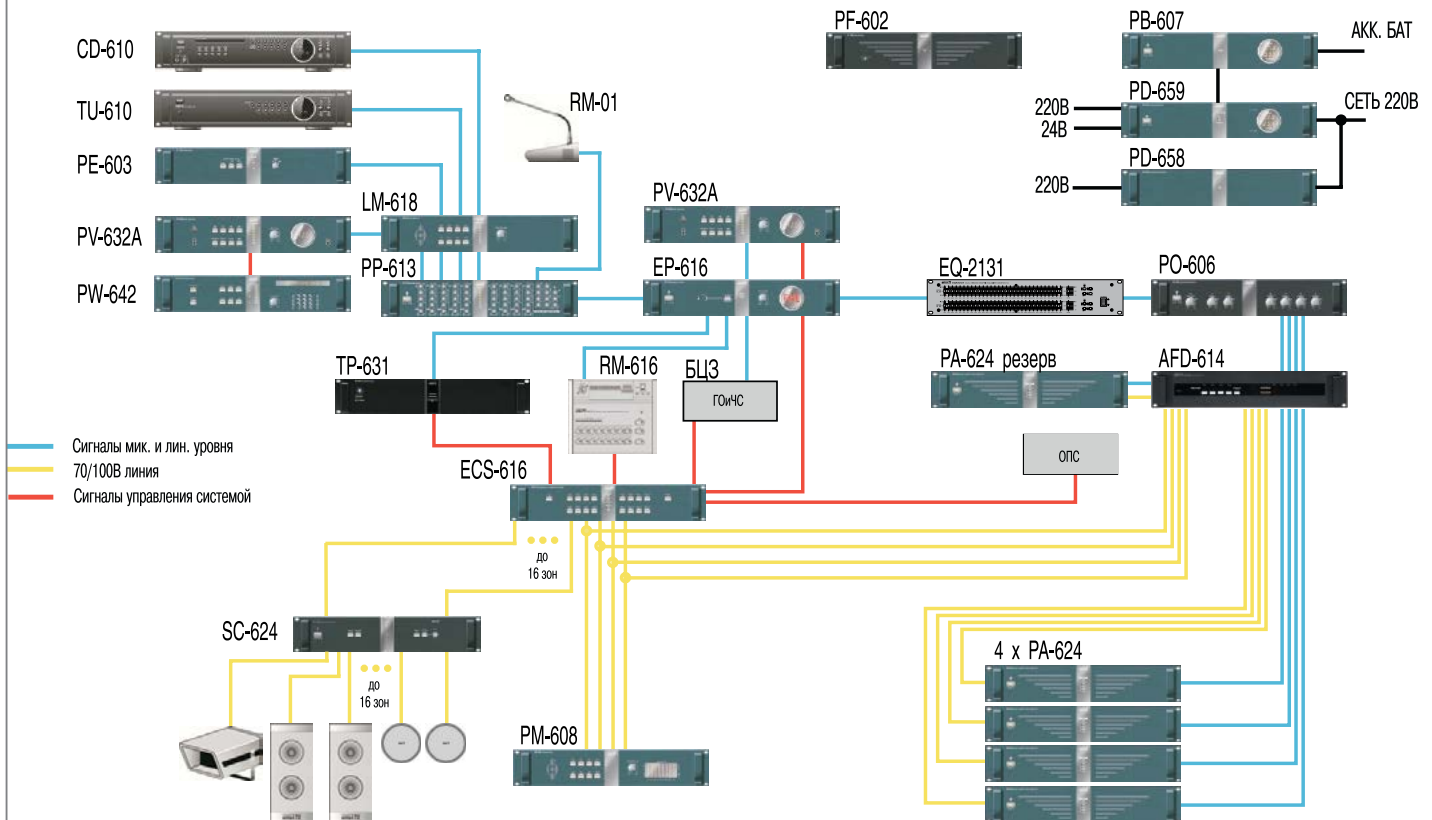 PF-602
PB-607
CD-610
АКК. БАТ
TU-610
RM-01
PD-659
220В
24В
СЕТЬ 220В
PE-603
PD-658
220В
LM-618
PV-632A
PV-632A
PP-613
EP-616
EQ-2131
PO-606
PW-642
TP-631
RM-616
БЦЗ
ГОиЧС
PA-624 резерв
AFD-614
Сигналы мик. и лин. уровня
70/100В линия
Сигналы управления системой
ECS-616
ОПС
до
16 зон
SC-624
до
16 зон
4 x PA-624
PM-608